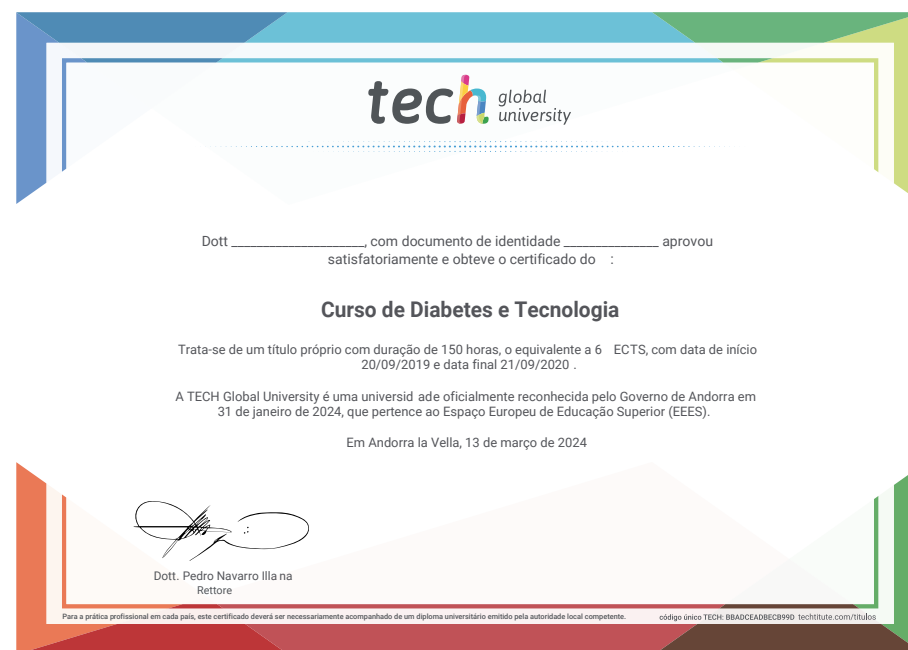 tech global university
Dott ___________________, com documento de identidade ______________ aprovou
satisfatoriamente e obteve o certificado do :
Curso de Diabetes e Tecnologia
Trata-se de um título próprio com duração de 150 horas, o equivalente a 6 ECTS, com data de início
20/09/2019 e data final 21/09/2020 .
A TECH Global University é uma universid ade oficialmente reconhecida pelo Governo de Andorra em
31 de janeiro de 2024, que pertence ao Espaço Europeu de Educação Superior (EEES).
Em Andorra la Vella, 13 de março de 2024
Dott. Pedro Navarro Illa na
Rettore
Para a prática profissional em cada país, este certificado deverá ser necessariamente acompanhado de um diploma universitário emitido pela autoridade local competente.
código único TECH: BBADCEADBECB99D techtitute.com/titulos